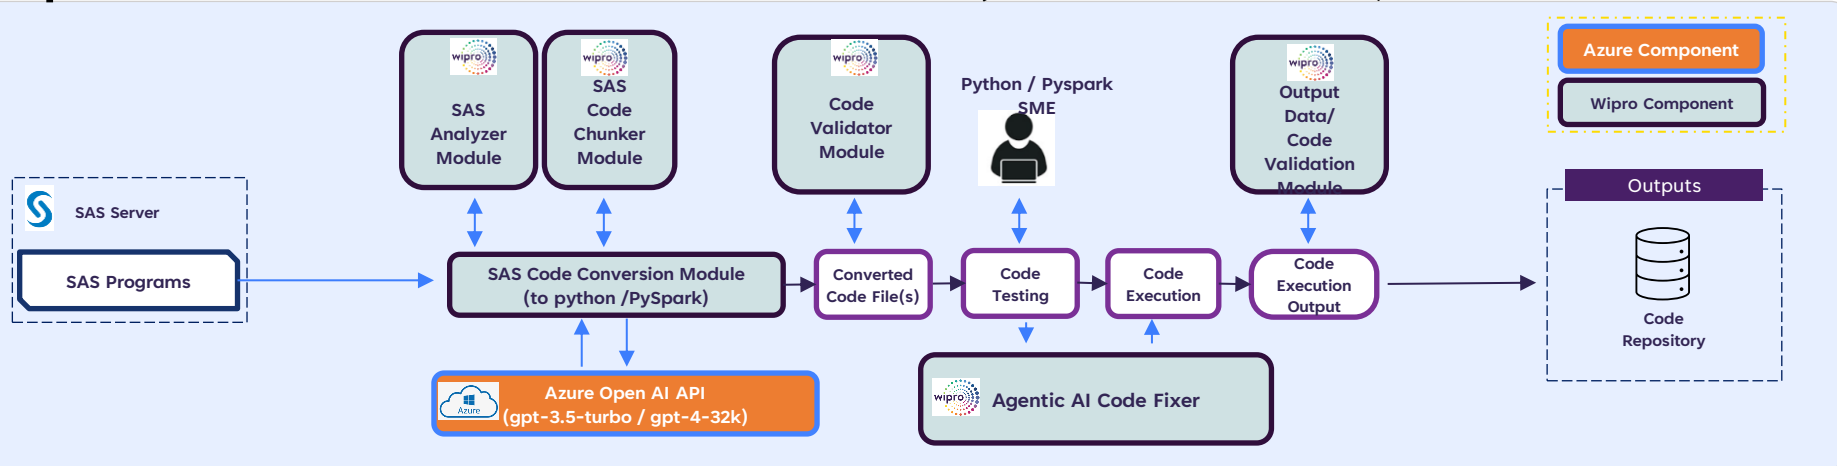 wipro
SAS
Analyzer
Module
wipro
SAS
Code
Chunker
Module
wipro
Code
Validator
Module
Python / Pyspark
SME
wipro
Output
Data/
Code
Validation
Module
Azure Component
Wipro Component
SAS Server
SAS Programs
SAS Code Conversion Module
(to python /PySpark)
Converted
Code File(s)
Code
Testing
Code
Execution
Code
Execution
Output
Outputs
Code
Repository
Azure
Azure Open AI API
(gpt-3.5-turbo / gpt-4-32k)
wipro
Agentic AI Code Fixer